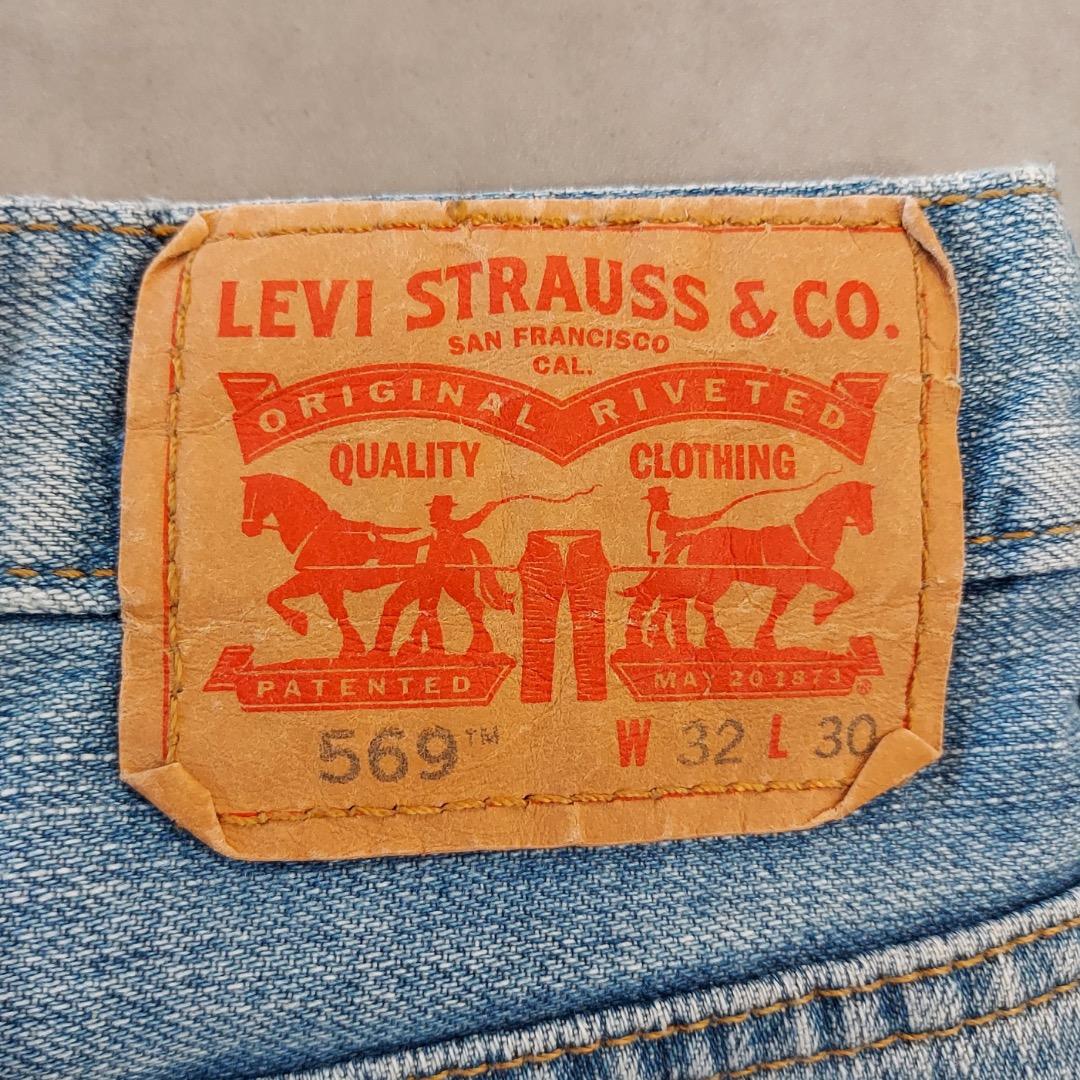 LEVI STRAUSS & CO.
SAN FRANCISCO
CAL.
ORIGINAL RIVETED
QUALITY CLOTHING
PATENTED MAY 20 1873 ®
569™ W 32 L 30